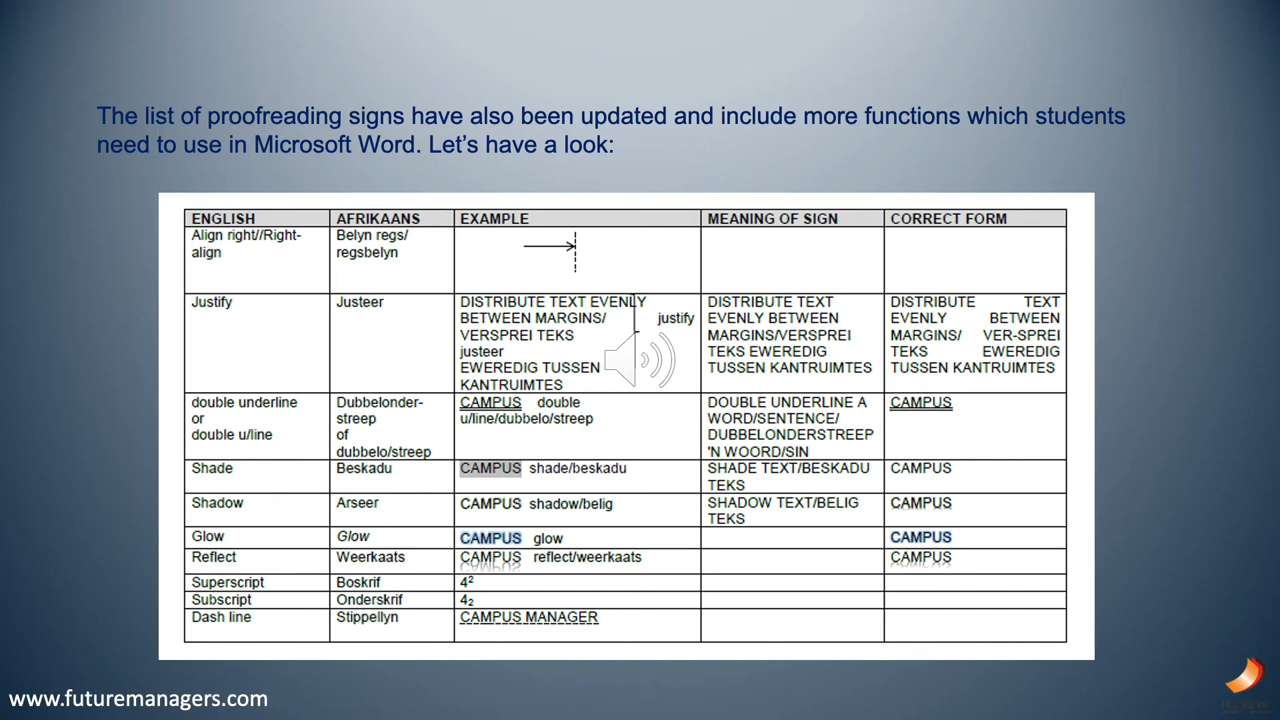 The list of proofreading signs have also been updated and include more functions which students
need to use in Microsoft Word. Let's have a look:
ENGLISH AFRIKAANS EXAMPLE MEANING OF SIGN CORRECT FORM
Align right//Right-
align
Belyn regs/
regsbelyn
Justify
Justeer
DISTRIBUTE TEXT EVENLY
BETWEEN MARGINS/
VERSPREI TEKS
justeer
EWEREDIG TUSSEN
KANTRUIMTES
justify
DISTRIBUTE TEXT
EVENLY BETWEEN
MARGINS/VERSPREI
TEKS EWEREDIG
TUSSEN KANTRUIMTES
DISTRIBUTE TEXT
EVENLY BETWEEN
MARGINS/ VER-SPREI
TEKS EWEREDIG
TUSSEN KANTRUIMTES
double underline
or
double u/line
Dubbelonder-
streep
of
dubbelo/streep
CAMPUS double
u/line/dubbelo/streep
DOUBLE UNDERLINE A
WORD/SENTENCE/
DUBBELONDERSTREEP
'N WOORD/SIN
CAMPUS
Shade
Beskadu
CAMPUS shade/beskadu
SHADE TEXT/BESKADU
TEKS
CAMPUS
Shadow
Arseer
CAMPUS shadow/belig
SHADOW TEXT/BELIG
TEKS
CAMPUS
Glow
Glow
CAMPUS glow
CAMPUS
Reflect
Weerkaats
CAMPUS reflect/weerkaats
CAMPUS
Superscript
Boskrif
4²
Subscript
Onderskrif
4₂
Dash line
Stippellyn
CAMPUS MANAGER
www.futuremanagers.com